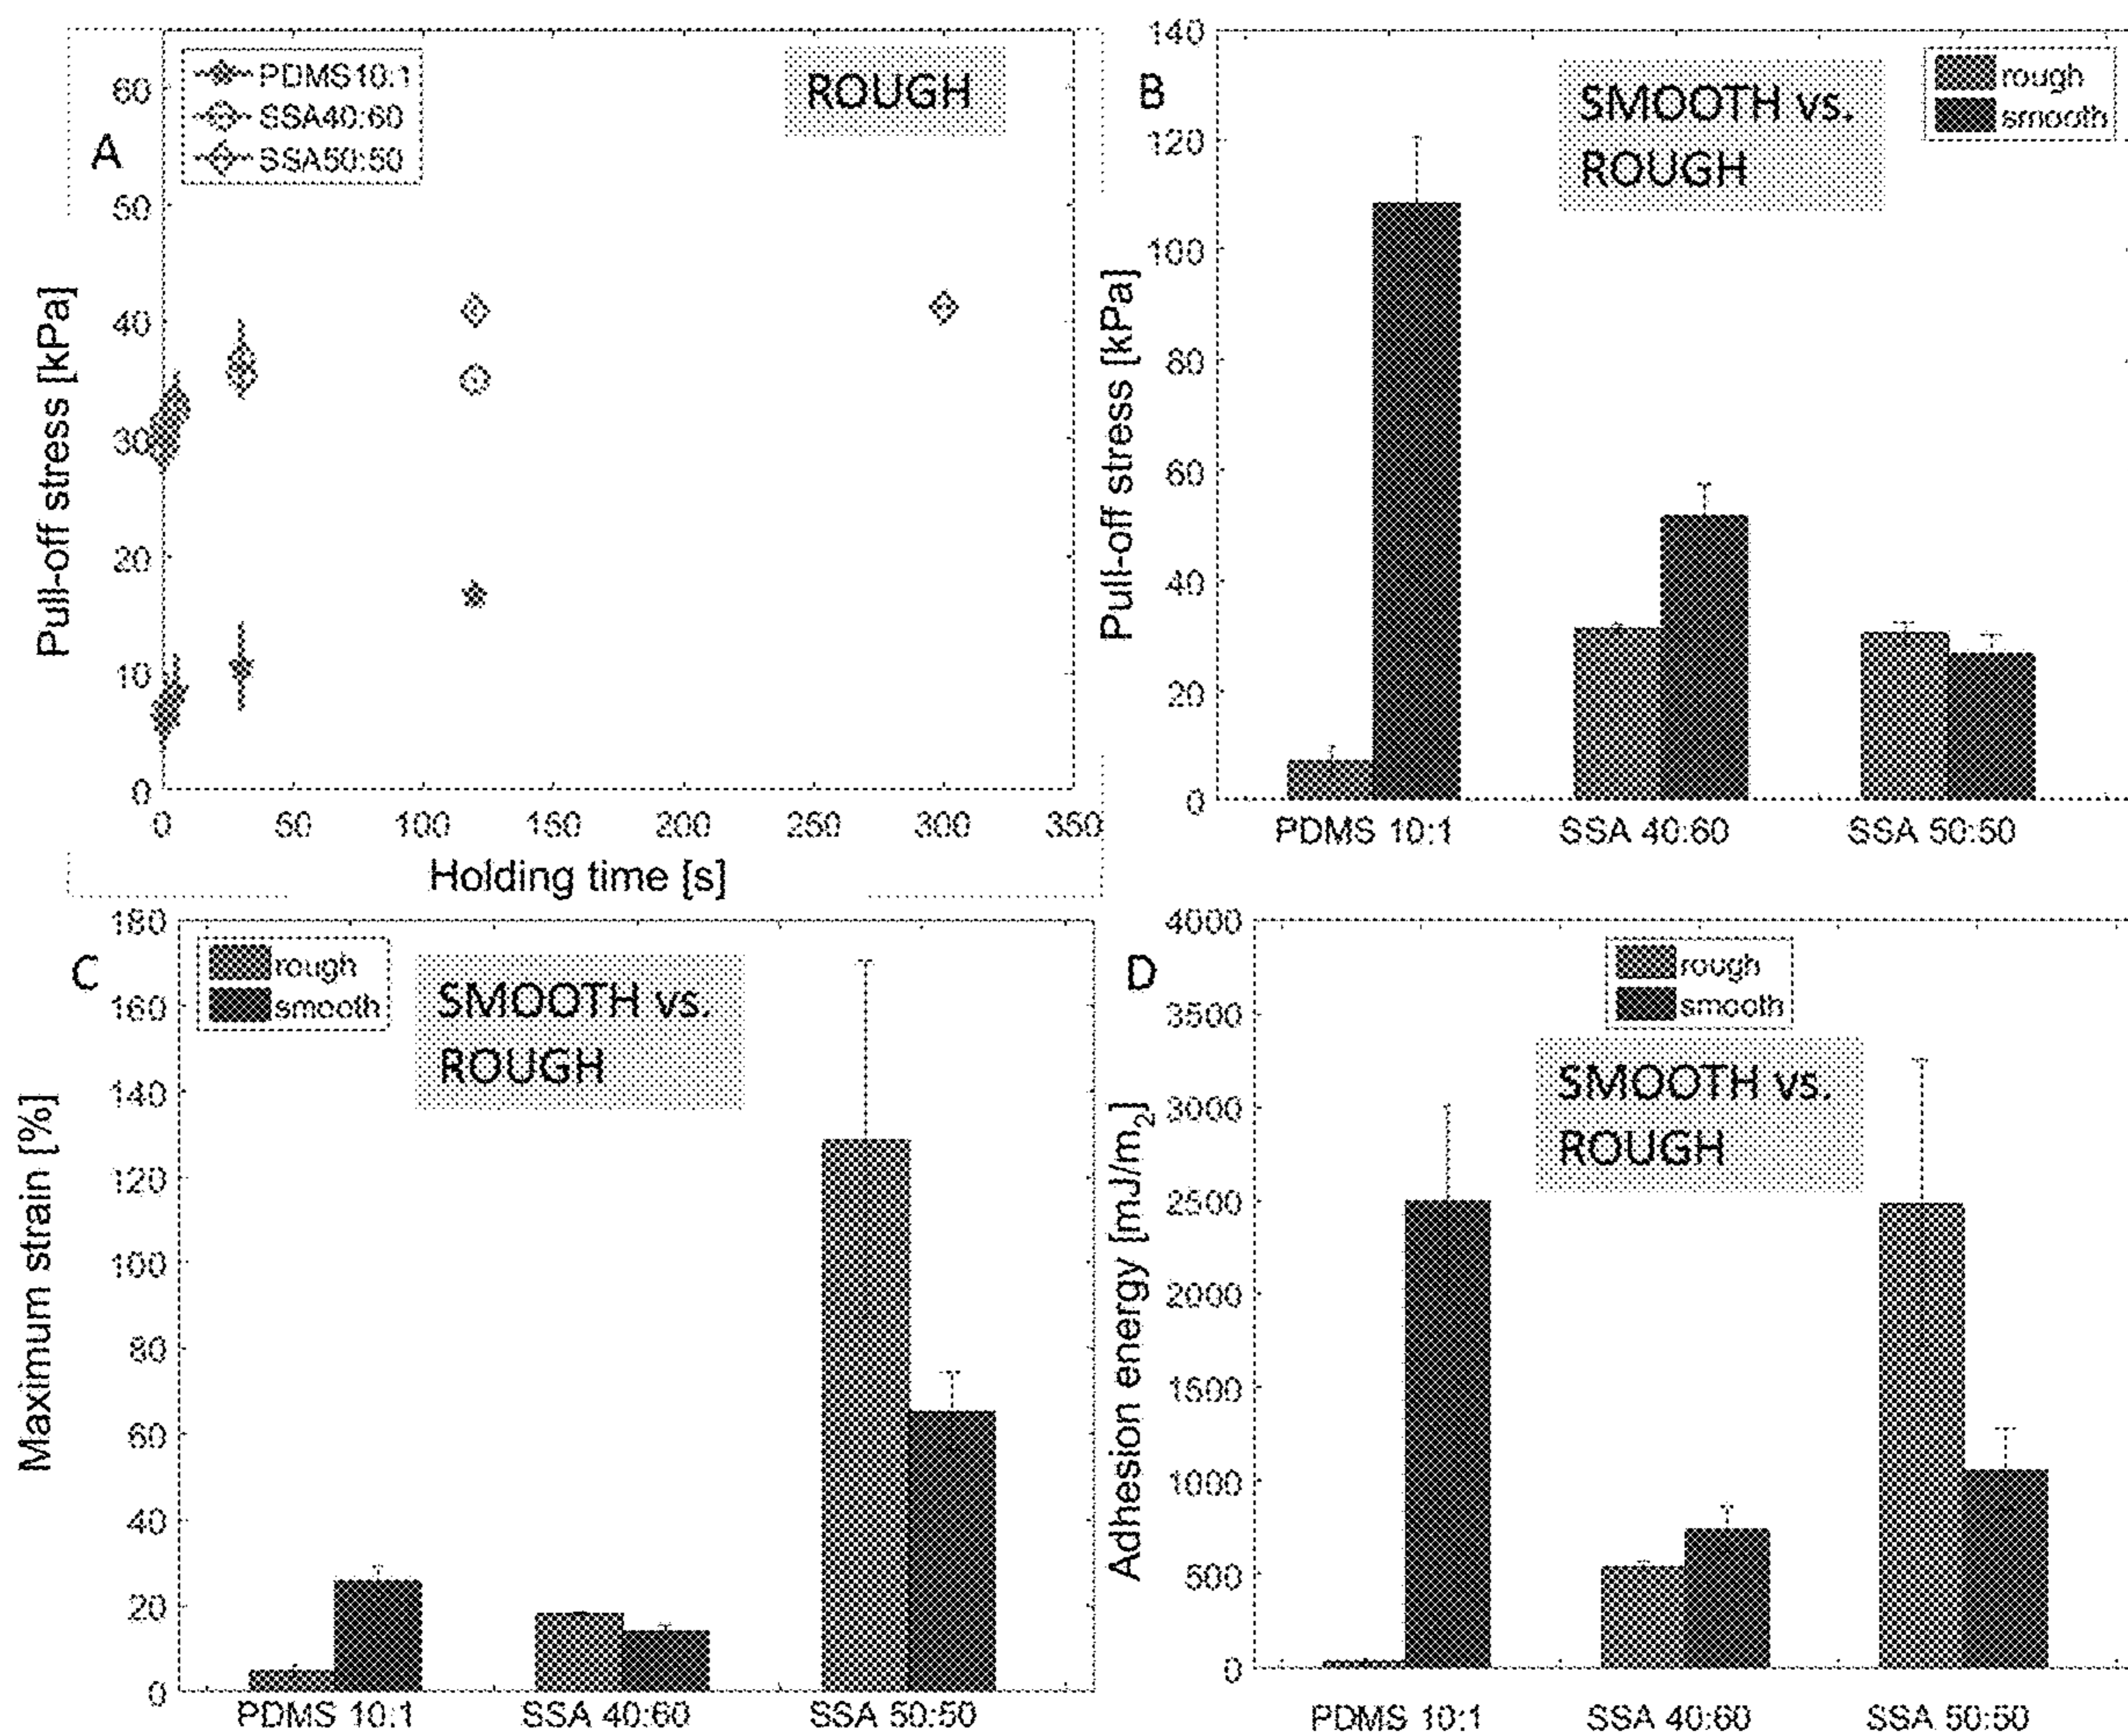 A
PDMS10:1
SSA40:60
SSA50:50
ROUGH
60
50
40
30
20
10
0
Pull-off stress [kPa]
0 50 100 150 200 250 300 350
Holding time [s]
B
SMOOTH vs.
ROUGH
rough
smooth
140
120
100
80
60
40
20
0
Pull-off stress [kPa]
PDMS 10:1 SSA 40:60 SSA 50:50
C
rough
smooth
SMOOTH vs.
ROUGH
180
160
140
120
100
80
60
40
20
0
Maximum strain [%]
PDMS 10:1 SSA 40:60 SSA 50:50
D
rough
smooth
SMOOTH vs.
ROUGH
4000
3500
3000
2500
2000
1500
1000
500
0
Adhesion energy [mJ/m2]
PDMS 10:1 SSA 40:60 SSA 50:50